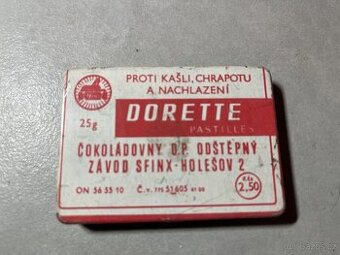 PROTI KAŠLI, CHRAPOTU
A NACHLAZENÍ
25g
DORETTE
PASTILLES
ČOKOLÁDOVNY O.P. ODŠTĚPNÝ
ZÁVOD SFINX-HOLEŠOV 2
ON 56 55 10
Kčs
2,50